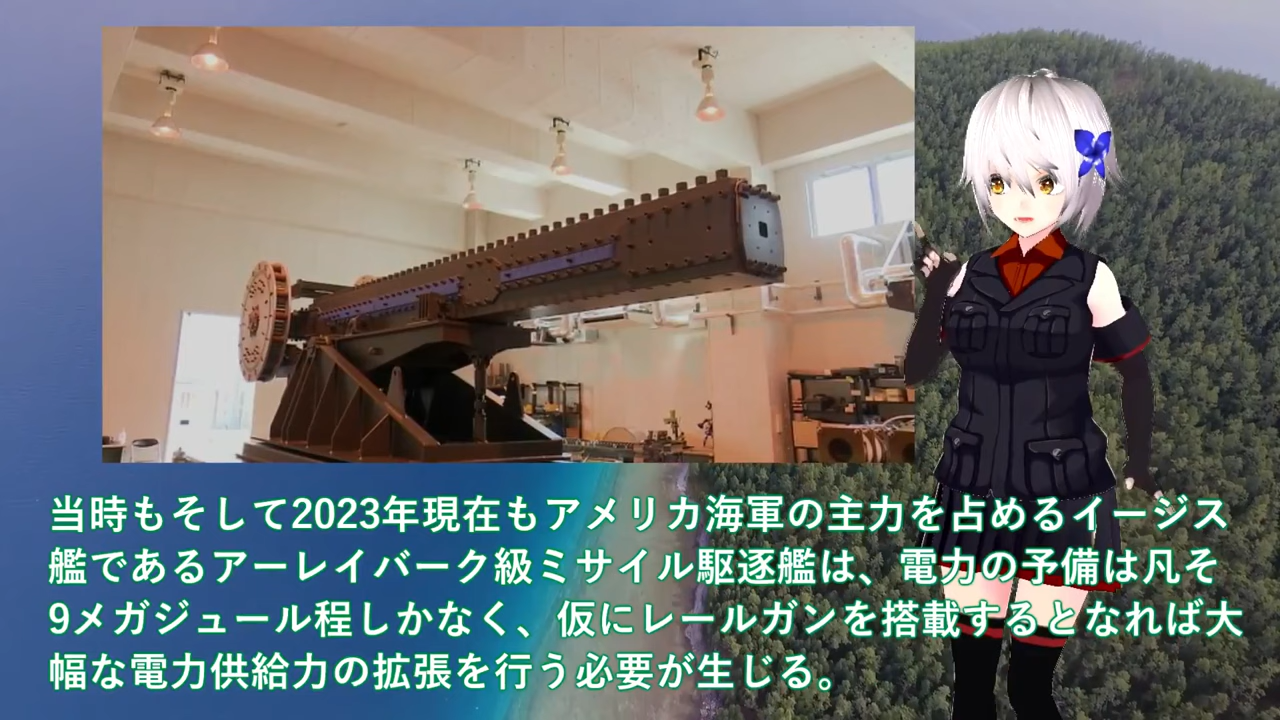 当時もそして2023年現在もアメリカ海軍の主力を占めるイージス
艦であるアーレイバーク級ミサイル駆逐艦は、電力の予備は凡そ
9メガジュール程しかなく、仮にレールガンを搭載するとなれば大
幅な電力供給力の拡張を行う必要が生じる。